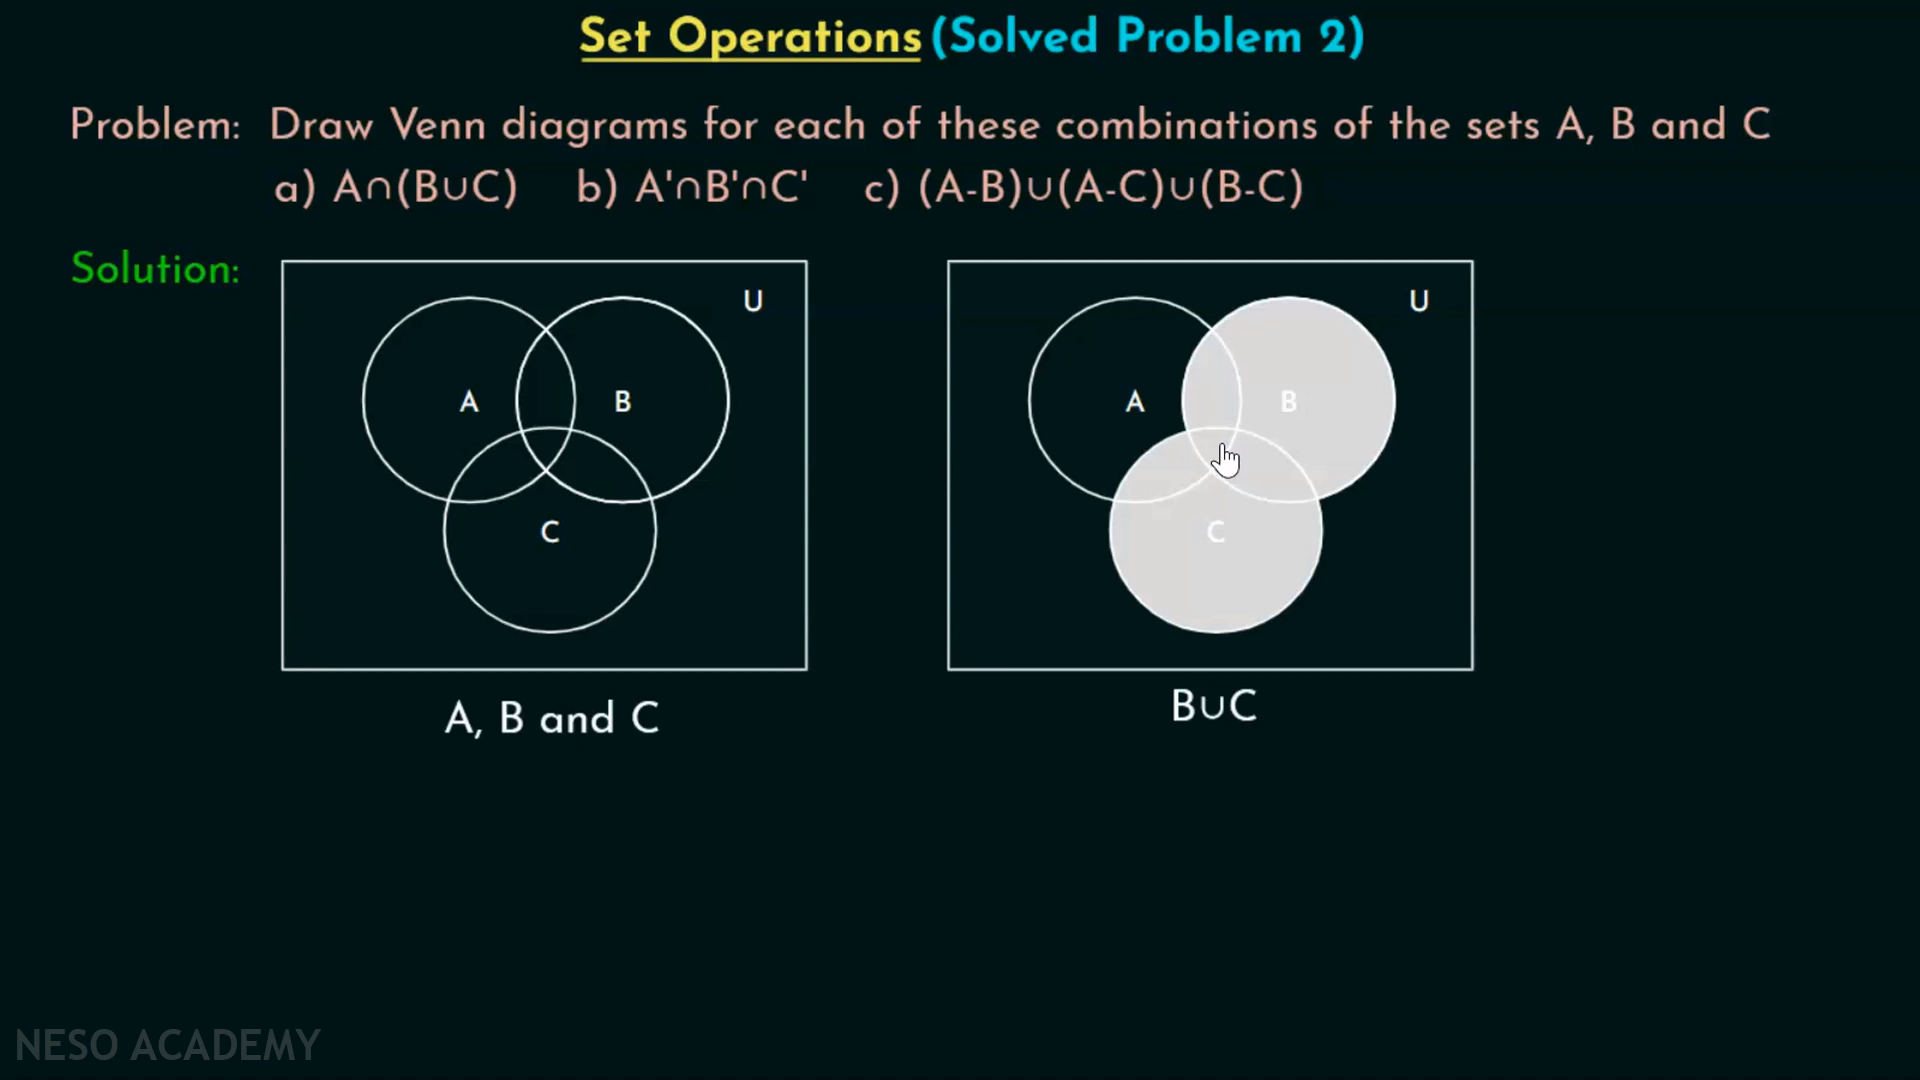 Set Operations (Solved Problem 2)
Problem: Draw Venn diagrams for each of these combinations of the sets A, B and C
a) A∩(B∪C) b) A'∩B'∩C' c) (A-B)∪(A-C)∪(B-C)
Solution:
U
A B
C
A, B and C
U
A B
C
B∪C
NESO ACADEMY